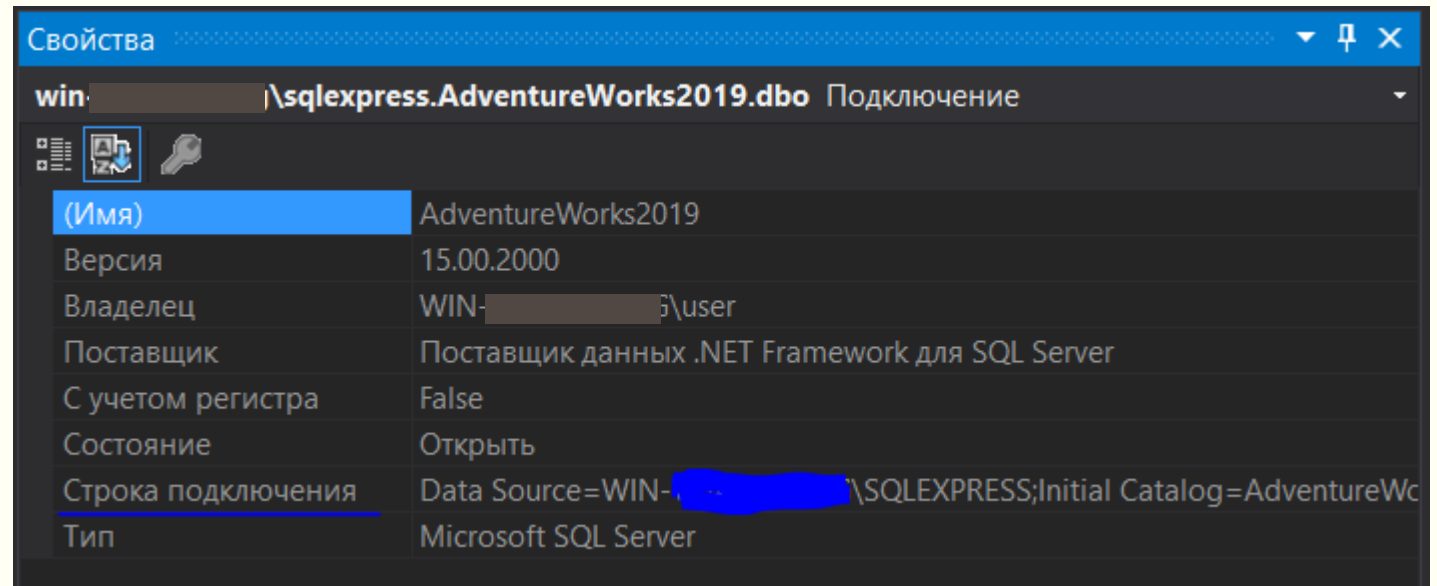 Свойства
win- \sqlexpress.AdventureWorks2019.dbo Подключение
(Имя) AdventureWorks2019
Версия 15.00.2000
Владелец WIN- \user
Поставщик Поставщик данных .NET Framework для SQL Server
С учетом регистра False
Состояние Открыть
Строка подключения Data Source=WIN- \SQLEXPRESS;Initial Catalog=AdventureWo
Тип Microsoft SQL Server